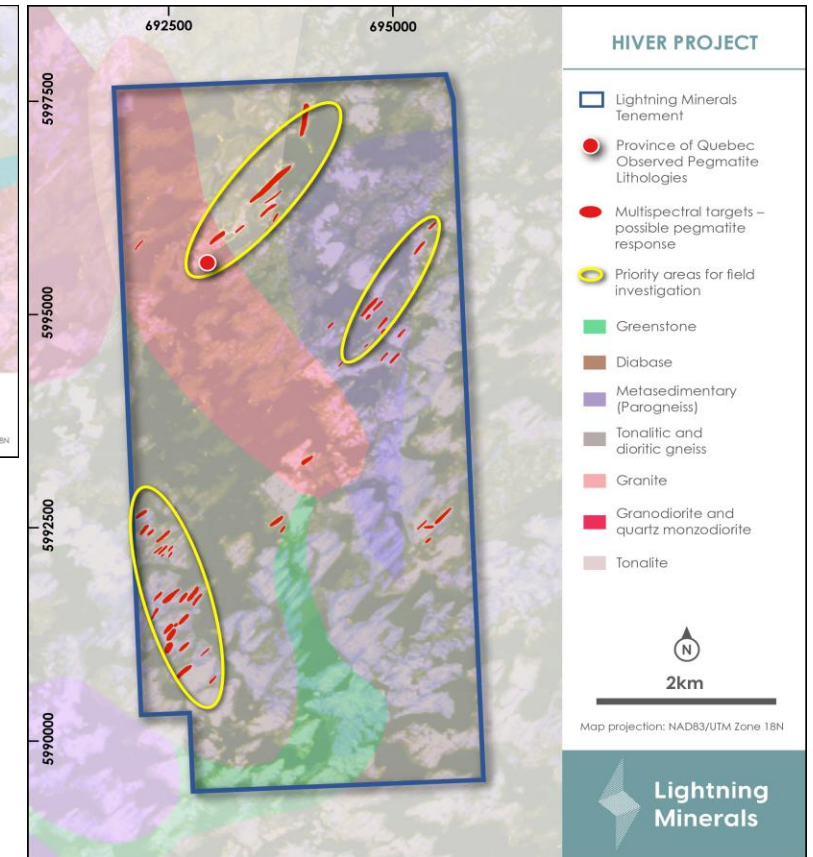 692500
695000
5997500
5995000
5992500
5990000
8N
HIVER PROJECT
Lightning Minerals
Tenement
Province of Quebec
Observed Pegmatite
Lithologies
Multispectral targets –
possible pegmatite
response
Priority areas for field
investigation
Greenstone
Diabase
Metasedimentary
(Paragneiss)
Tonalitic and
dioritic gneiss
Granite
Granodiorite and
quartz monzodiorite
Tonalite
N
2km
Map projection: NAD83/UTM Zone 18N
Lightning
Minerals